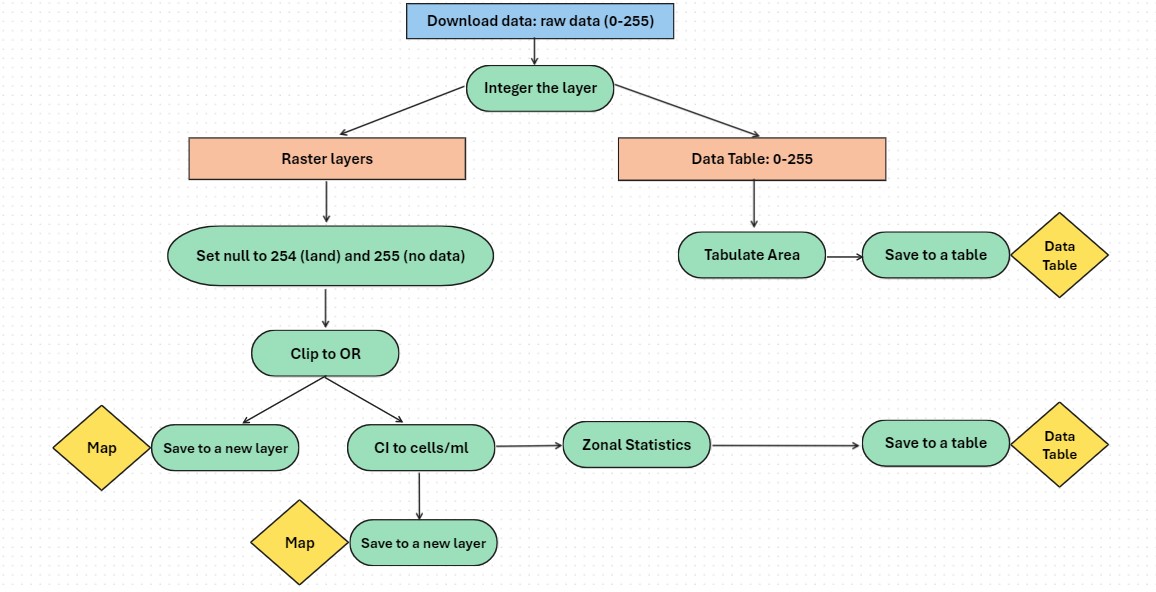 Download data: raw data (0-255)
Integer the layer
Raster layers
Data Table: 0-255
Set null to 254 (land) and 255 (no data)
Tabulate Area
Save to a table
Data
Table
Clip to OR
Map
Save to a new layer
CI to cells/ml
Zonal Statistics
Save to a table
Data
Table
Map
Save to a new layer